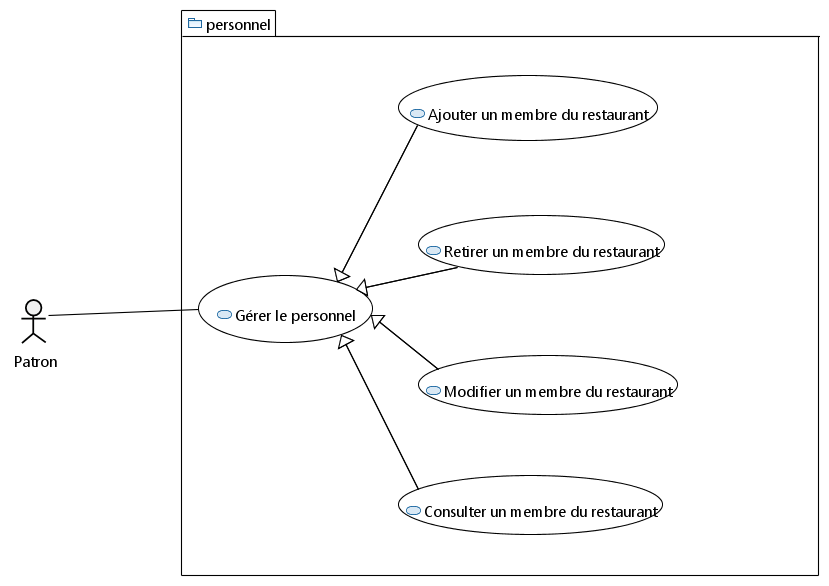 personnel
Ajouter un membre du restaurant
Retirer un membre du restaurant
Gérer le personnel
Patron
Modifier un membre du restaurant
Consulter un membre du restaurant